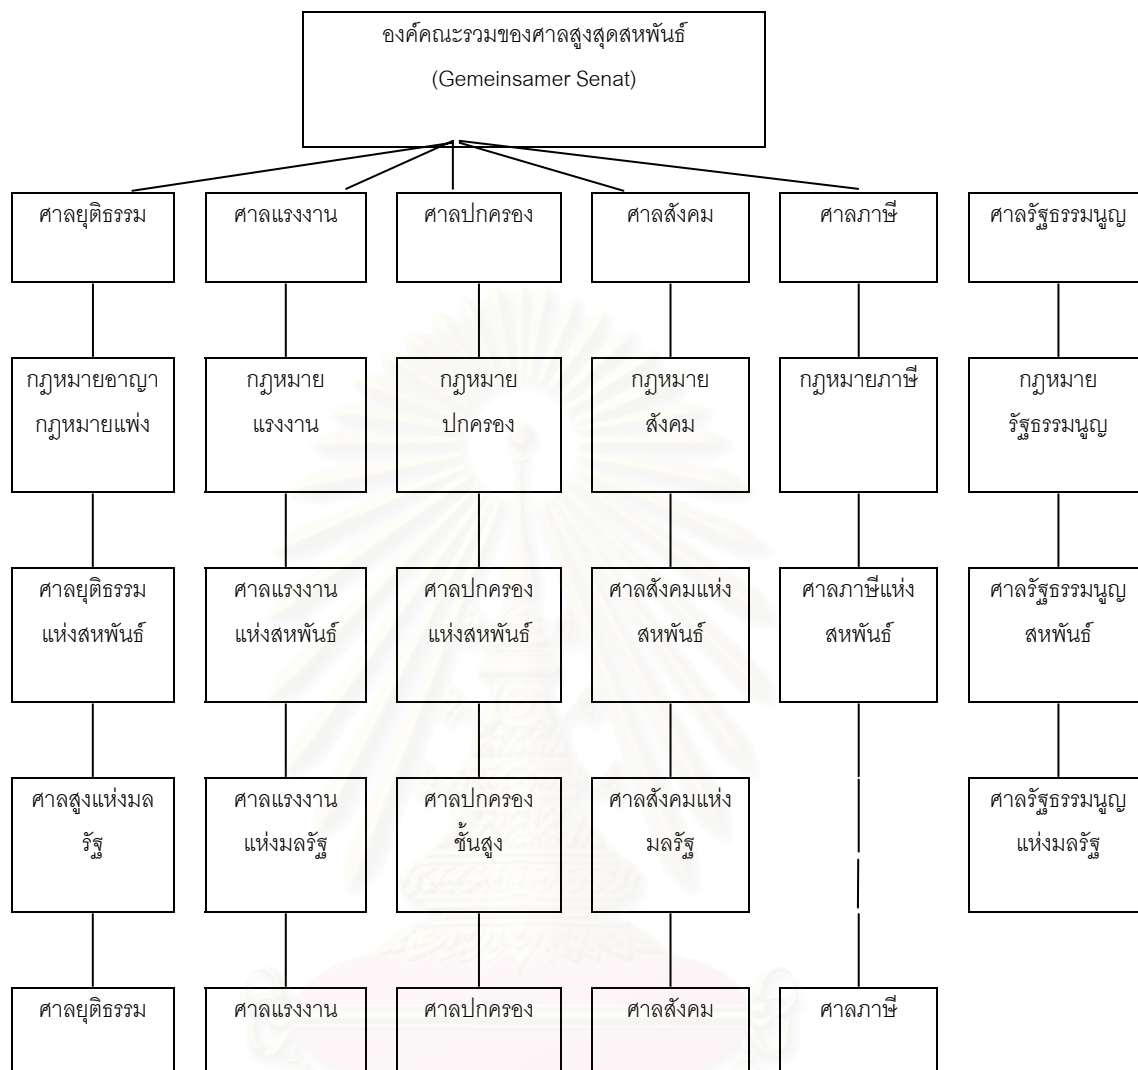 องค์คณะรวมของศาลสูงสุดสหพันธ์
(Gemeinsamer Senat)
ศาลยุติธรรม
ศาลแรงงาน
ศาลปกครอง
ศาลสังคม
ศาลภาษี
ศาลรัฐธรรมนูญ
กฎหมายอาญา
กฎหมายแพ่ง
กฎหมาย
แรงงาน
กฎหมาย
ปกครอง
กฎหมาย
สังคม
กฎหมายภาษี
กฎหมาย
รัฐธรรมนูญ
ศาลยุติธรรม
แห่งสหพันธ์
ศาลแรงงาน
แห่งสหพันธ์
ศาลปกครอง
แห่งสหพันธ์
ศาลสังคมแห่ง
สหพันธ์
ศาลภาษีแห่ง
สหพันธ์
ศาลรัฐธรรมนูญ
สหพันธ์
ศาลสูงแห่งมล
รัฐ
ศาลแรงงาน
แห่งมลรัฐ
ศาลปกครอง
ชั้นสูง
ศาลสังคมแห่ง
มลรัฐ
ศาลรัฐธรรมนูญ
แห่งมลรัฐ
ศาลยุติธรรม
ศาลแรงงาน
ศาลปกครอง
ศาลสังคม
ศาลภาษี